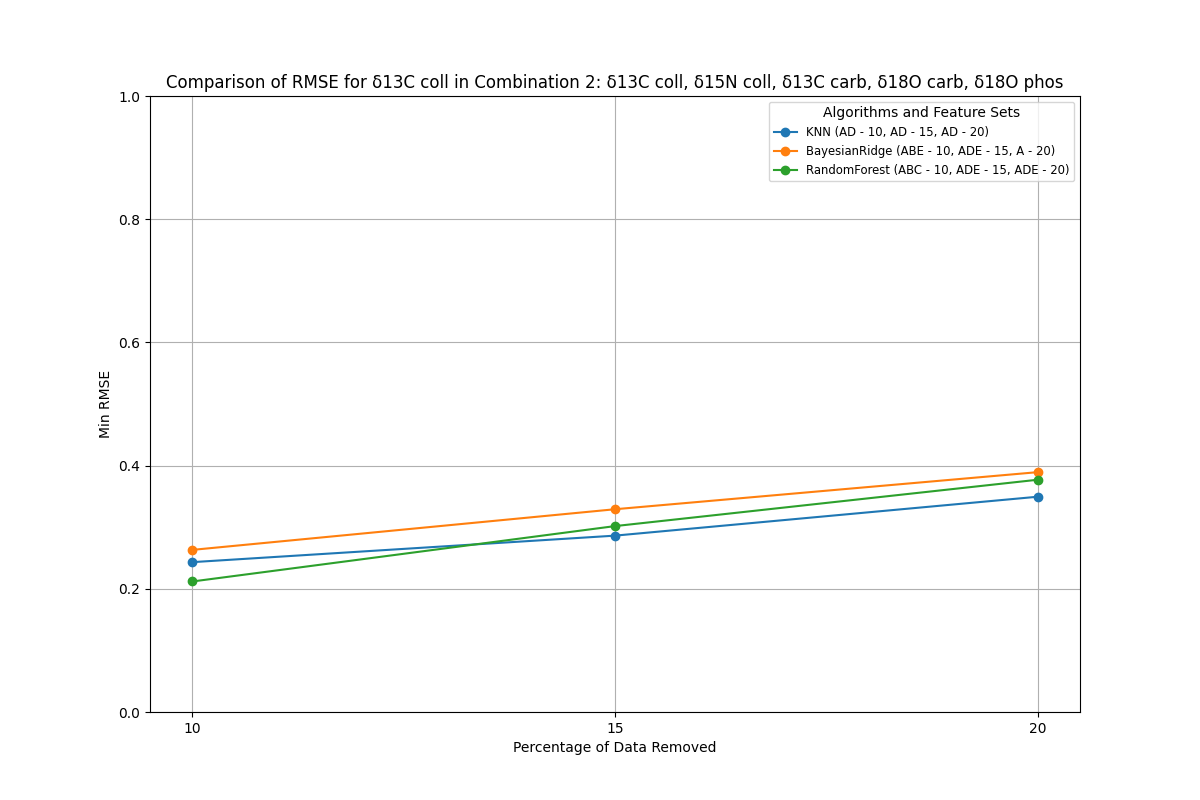 Comparison of RMSE for δ13C coll in Combination 2: δ13C coll, δ15N coll, δ13C carb, δ18O carb, δ18O phos
1.0
0.8
0.6
0.4
0.2
0.0
Min RMSE
Algorithms and Feature Sets
KNN (AD - 10, AD - 15, AD - 20)
BayesianRidge (ABE - 10, ADE - 15, A - 20)
RandomForest (ABC - 10, ADE - 15, ADE - 20)
10 15 20
Percentage of Data Removed